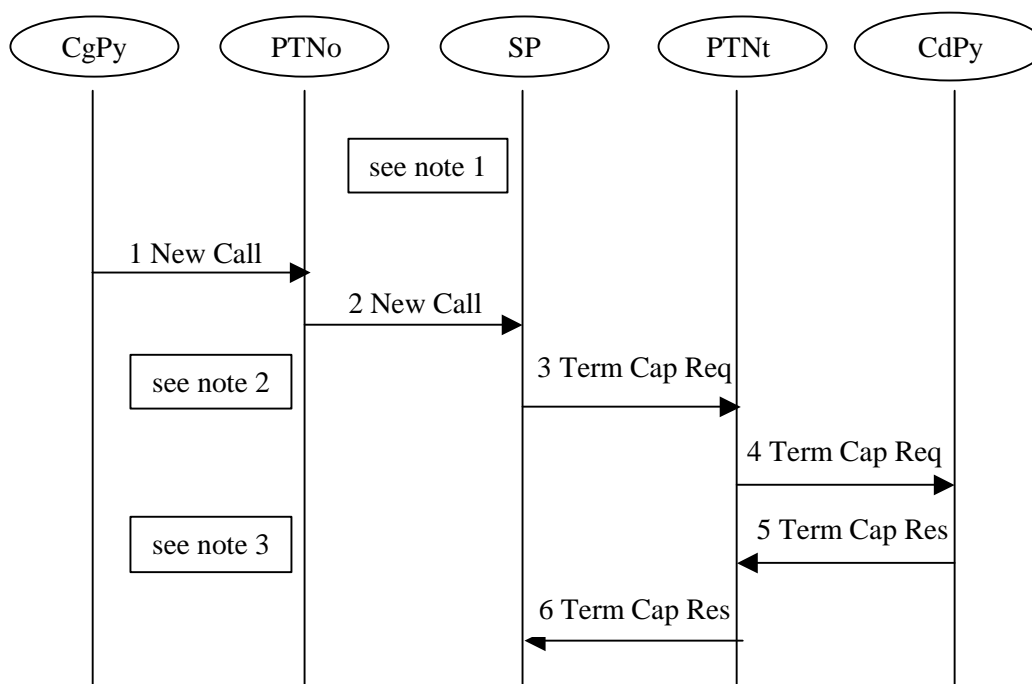 CgPy PTNo SP PTNt CdPy
see note 1
1 New Call
2 New Call
3 Term Cap Req
see note 2
4 Term Cap Req
5 Term Cap Res
see note 3
6 Term Cap Res